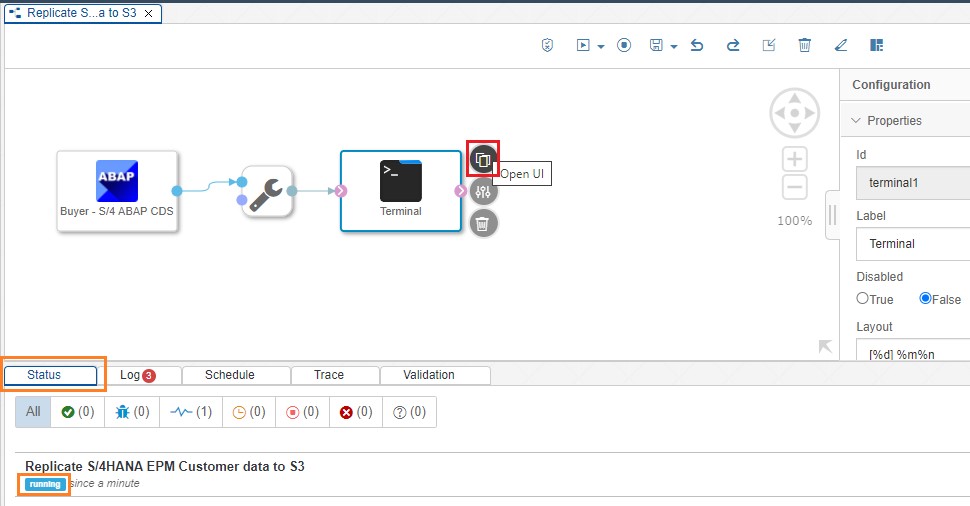 Replicate S...a to S3
Configuration
Properties
Id
terminal1
Label
Terminal
Disabled
True
False
Layout
[%d] %m%n
ABAP
Buyer - S/4 ABAP CDS
>_
Terminal
Open UI
100%
Status
Log 3
Schedule
Trace
Validation
All
(0)
(0)
(1)
(0)
(0)
(0)
(0)
Replicate S/4HANA EPM Customer data to S3
running since a minute